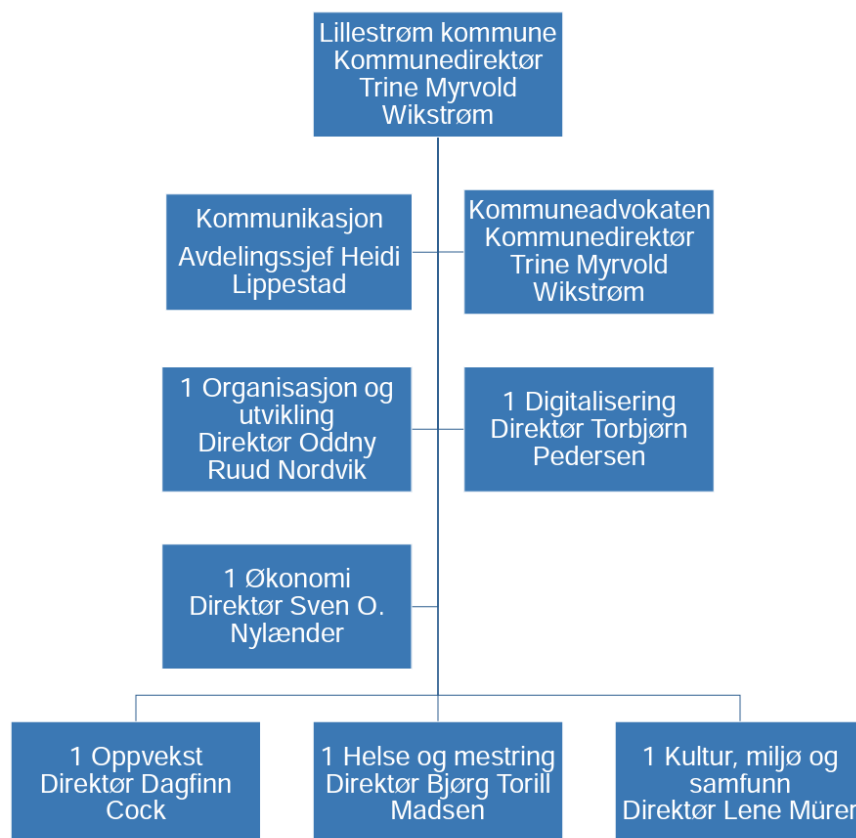 Lillestrøm kommune
Kommunedirektør
Trine Myrvold
Wikstrøm
Kommunikasjon
Avdelingssjef Heidi
Lippestad
Kommuneadvokaten
Kommunedirektør
Trine Myrvold
Wikstrøm
1 Organisasjon og
utvikling
Direktør Oddny
Ruud Nordvik
1 Digitalisering
Direktør Torbjørn
Pedersen
1 Økonomi
Direktør Sven O.
Nylænder
1 Oppvekst
Direktør Dagfinn
Cock
1 Helse og mestring
Direktør Bjørg Torill
Madsen
1 Kultur, miljø og
samfunn
Direktør Lene Mürer